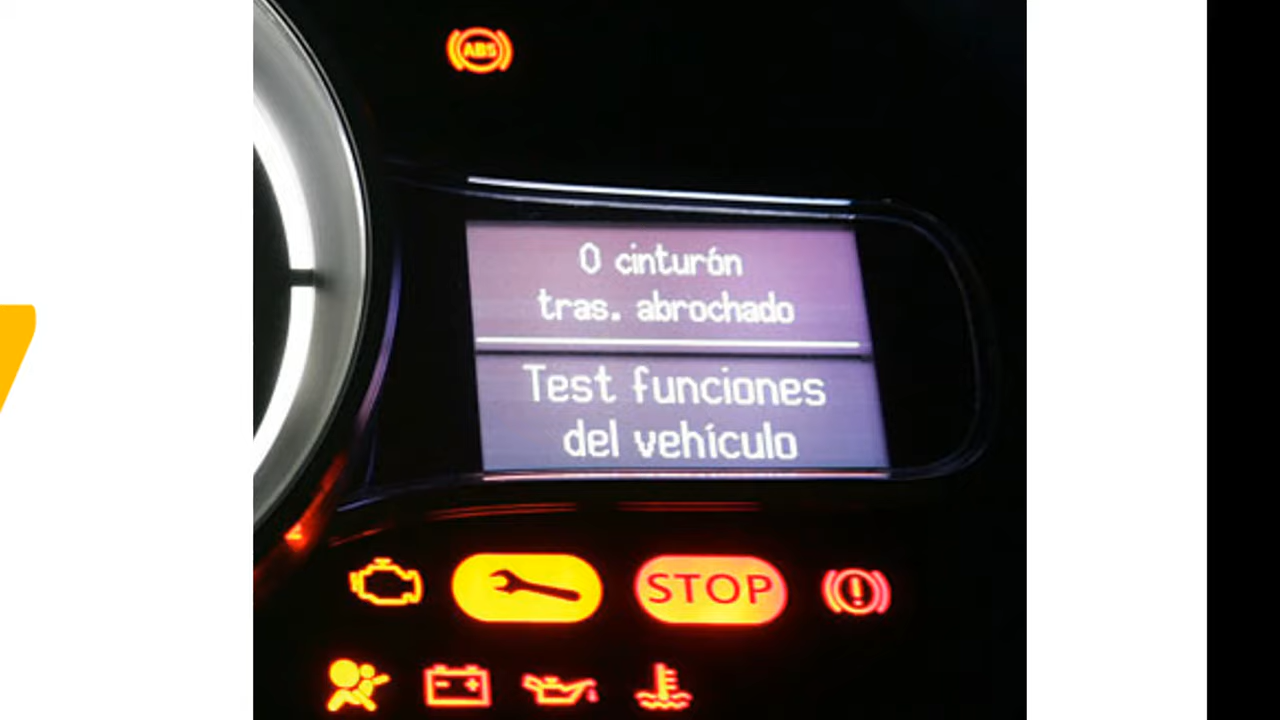 ABS
0 cinturón
tras. abrochado
Test funciones
del vehículo
STOP